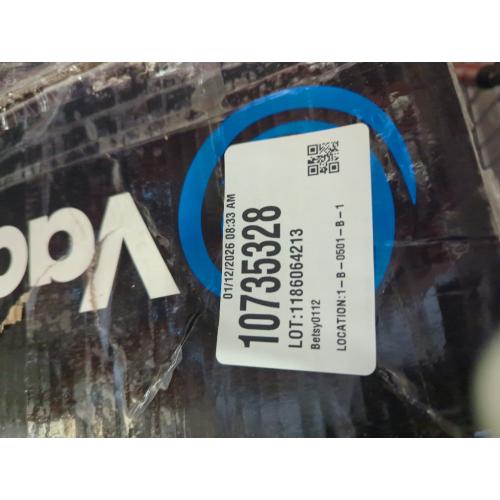 01/12/2026 08:33 AM
10735328
LOT:1186064213
Betsy0112
LOCATION:1-B-0501-B-1